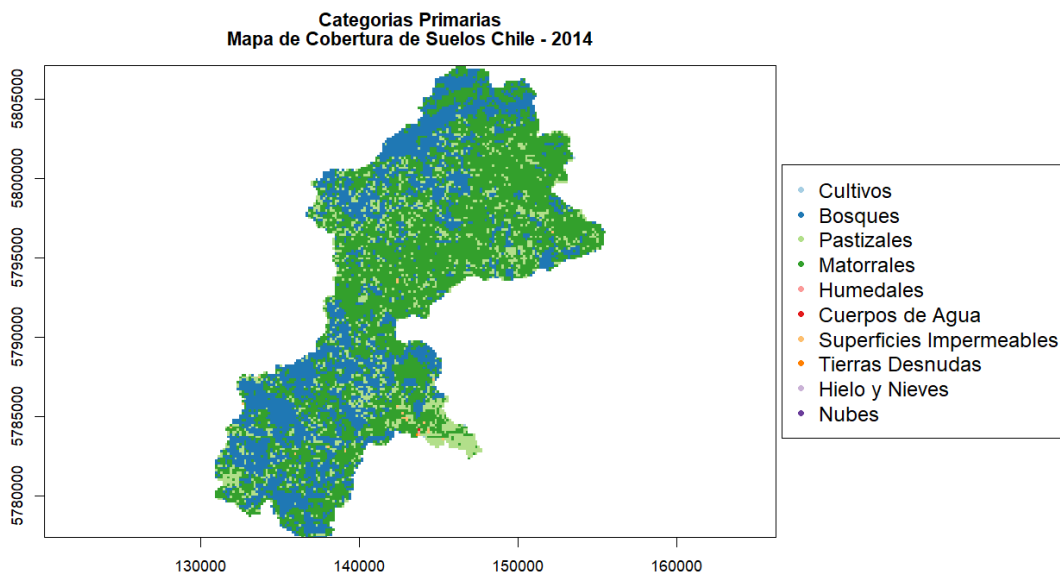 Categorias Primarias
Mapa de Cobertura de Suelos Chile - 2014
5805000
5800000
5795000
5790000
5785000
5780000
130000
140000
150000
160000
Cultivos
Bosques
Pastizales
Matorrales
Humedales
Cuerpos de Agua
Superficies Impermeables
Tierras Desnudas
Hielo y Nieves
Nubes